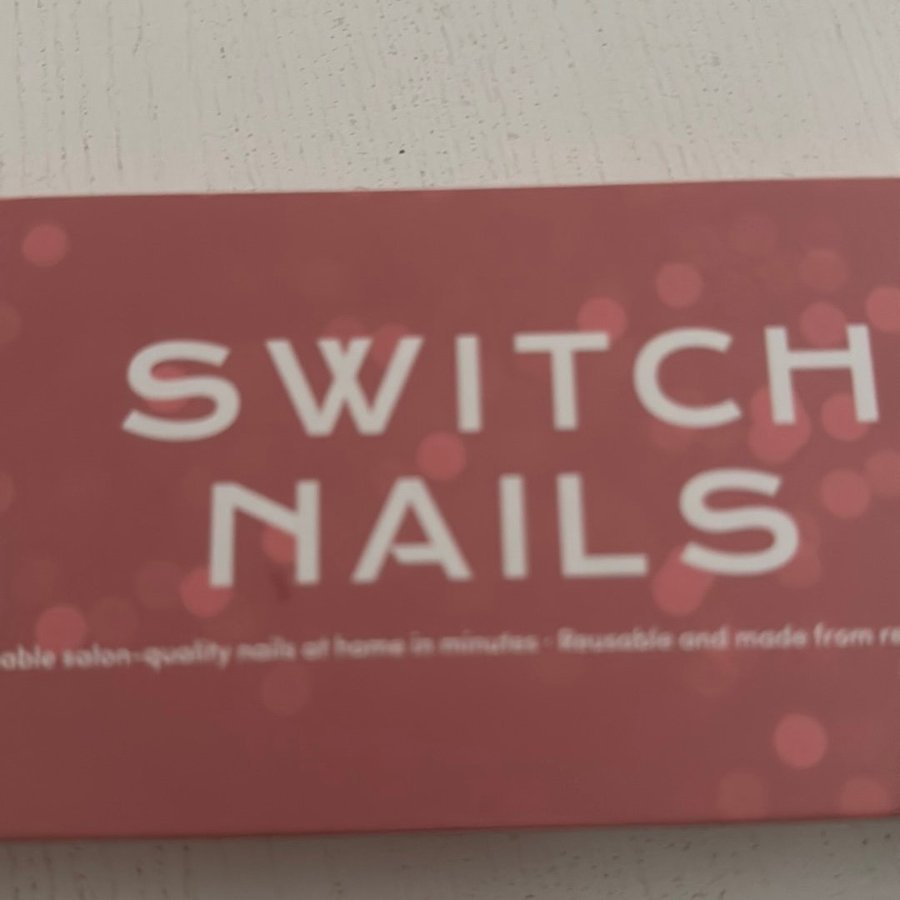 SWITCH
NAILS
salon-quality nails at home in minutes · Reusable and made from